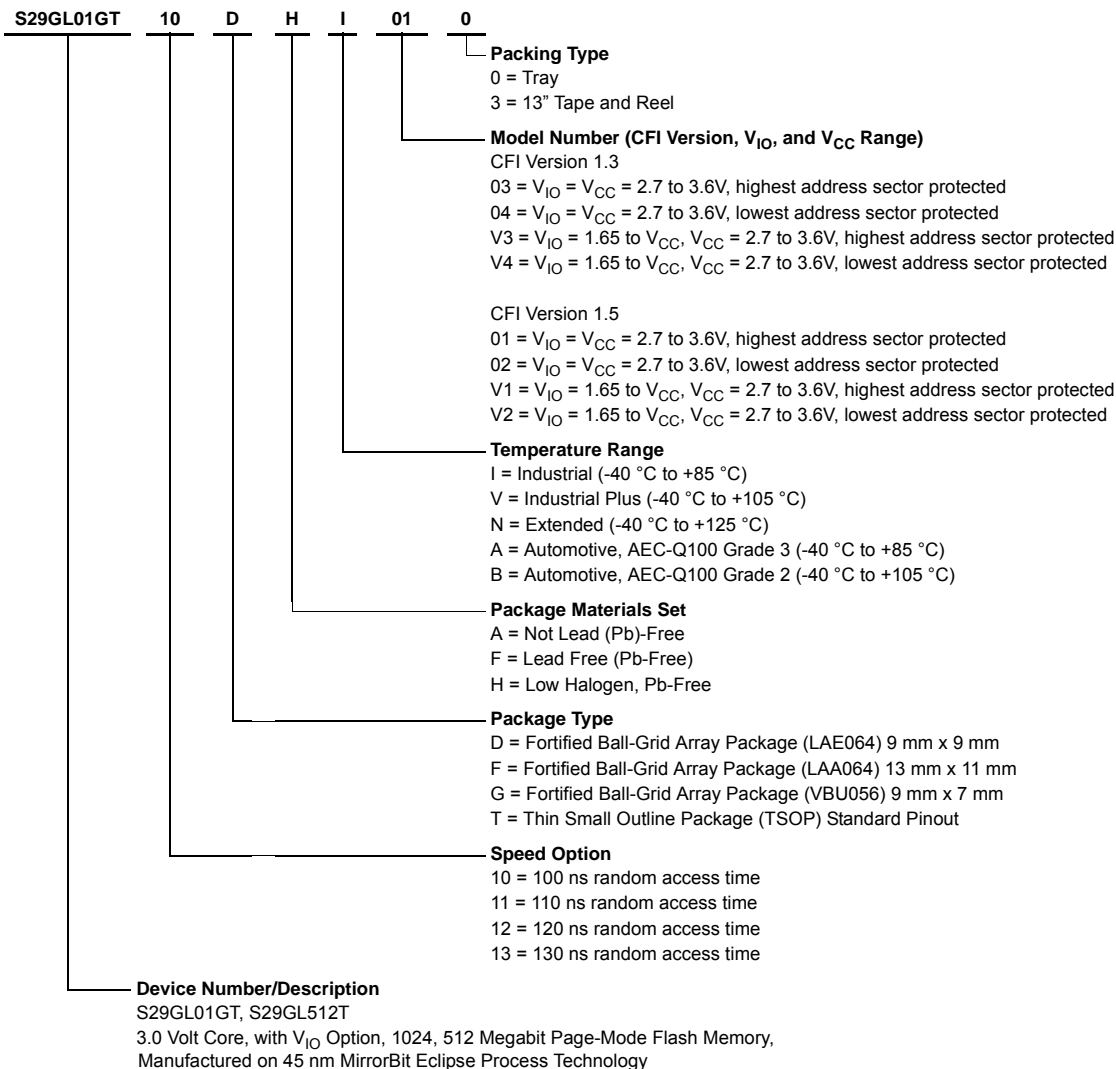 S29GL01GT 10 D H I 01 0
Packing Type
0 = Tray
3 = 13” Tape and Reel
Model Number (CFI Version, VIO, and VCC Range)
CFI Version 1.3
03 = VIO = VCC = 2.7 to 3.6V, highest address sector protected
04 = VIO = VCC = 2.7 to 3.6V, lowest address sector protected
V3 = VIO = 1.65 to VCC, VCC = 2.7 to 3.6V, highest address sector protected
V4 = VIO = 1.65 to VCC, VCC = 2.7 to 3.6V, lowest address sector protected
CFI Version 1.5
01 = VIO = VCC = 2.7 to 3.6V, highest address sector protected
02 = VIO = VCC = 2.7 to 3.6V, lowest address sector protected
V1 = VIO = 1.65 to VCC, VCC = 2.7 to 3.6V, highest address sector protected
V2 = VIO = 1.65 to VCC, VCC = 2.7 to 3.6V, lowest address sector protected
Temperature Range
I = Industrial (-40 °C to +85 °C)
V = Industrial Plus (-40 °C to +105 °C)
N = Extended (-40 °C to +125 °C)
A = Automotive, AEC-Q100 Grade 3 (-40 °C to +85 °C)
B = Automotive, AEC-Q100 Grade 2 (-40 °C to +105 °C)
Package Materials Set
A = Not Lead (Pb)-Free
F = Lead Free (Pb-Free)
H = Low Halogen, Pb-Free
Package Type
D = Fortified Ball-Grid Array Package (LAE064) 9 mm x 9 mm
F = Fortified Ball-Grid Array Package (LAA064) 13 mm x 11 mm
G = Fortified Ball-Grid Array Package (VBU056) 9 mm x 7 mm
T = Thin Small Outline Package (TSOP) Standard Pinout
Speed Option
10 = 100 ns random access time
11 = 110 ns random access time
12 = 120 ns random access time
13 = 130 ns random access time
Device Number/Description
S29GL01GT, S29GL512T
3.0 Volt Core, with VIO Option, 1024, 512 Megabit Page-Mode Flash Memory,
Manufactured on 45 nm MirrorBit Eclipse Process Technology